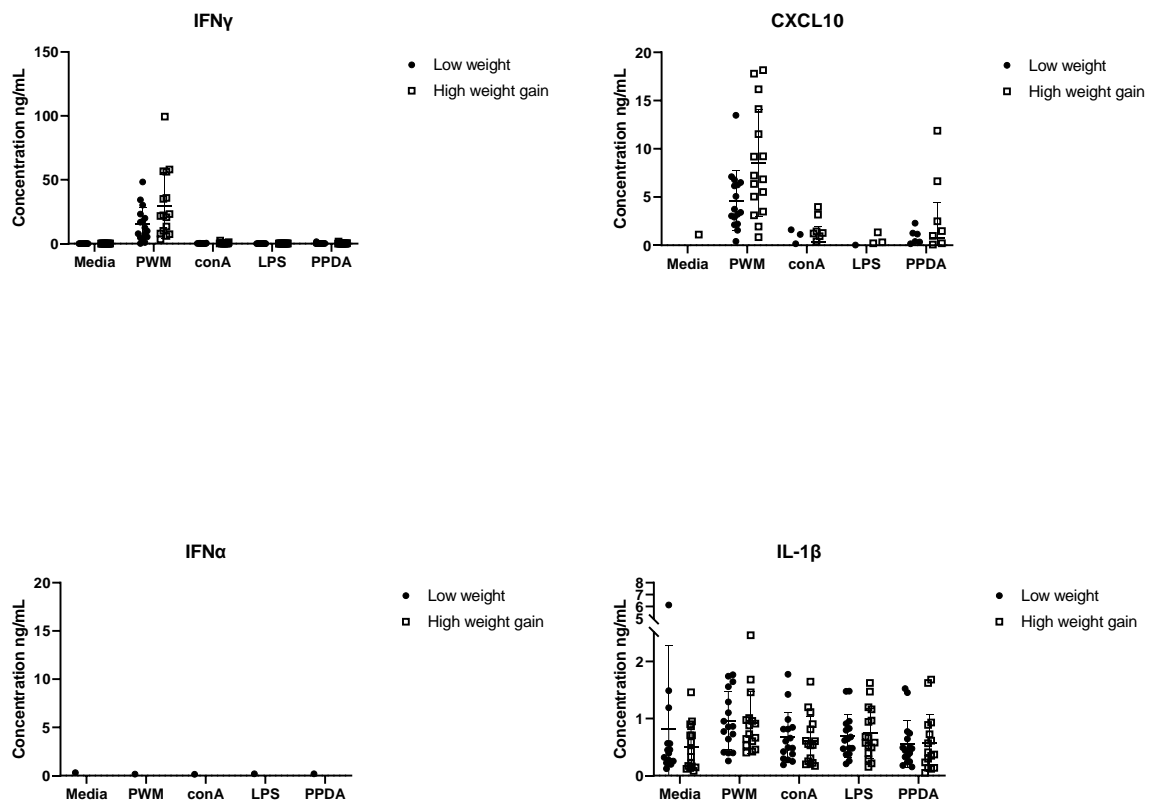 IFNγ
Concentration ng/mL
150
100
50
0
Media PWM conA LPS PPDA
Low weight
High weight gain
CXCL10
Concentration ng/mL
20
15
10
5
0
Media PWM conA LPS PPDA
Low weight
High weight gain
IFNα
Concentration ng/mL
20
15
10
5
0
Media PWM conA LPS PPDA
Low weight
High weight gain
IL-1β
Concentration ng/mL
8
7
6
5
2
1
0
Media PWM conA LPS PPDA
Low weight
High weight gain